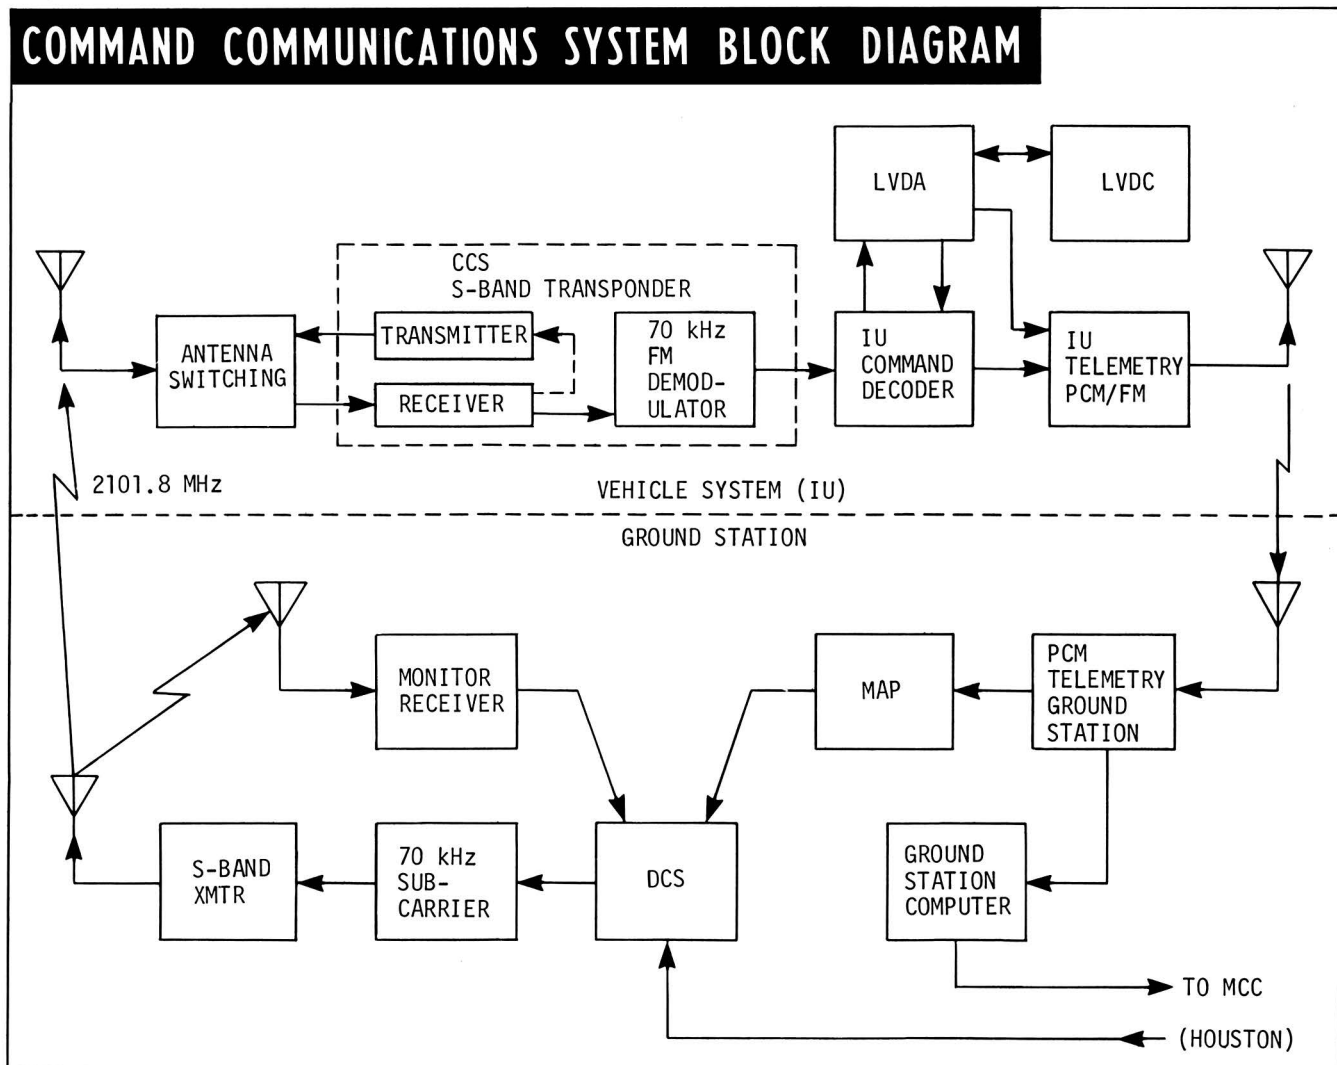 COMMAND COMMUNICATIONS SYSTEM BLOCK DIAGRAM
LVDA
LVDC
CCS
S-BAND TRANSPONDER
ANTENNA
SWITCHING
TRANSMITTER
RECEIVER
70 kHz
FM
DEMOD-
ULATOR
IU
COMMAND
DECODER
IU
TELEMETRY
PCM/FM
2101.8 MHz
VEHICLE SYSTEM (IU)
GROUND STATION
MONITOR
RECEIVER
MAP
PCM
TELEMETRY
GROUND
STATION
S-BAND
XMTR
70 kHz
SUB-
CARRIER
DCS
GROUND
STATION
COMPUTER
TO MCC
(HOUSTON)